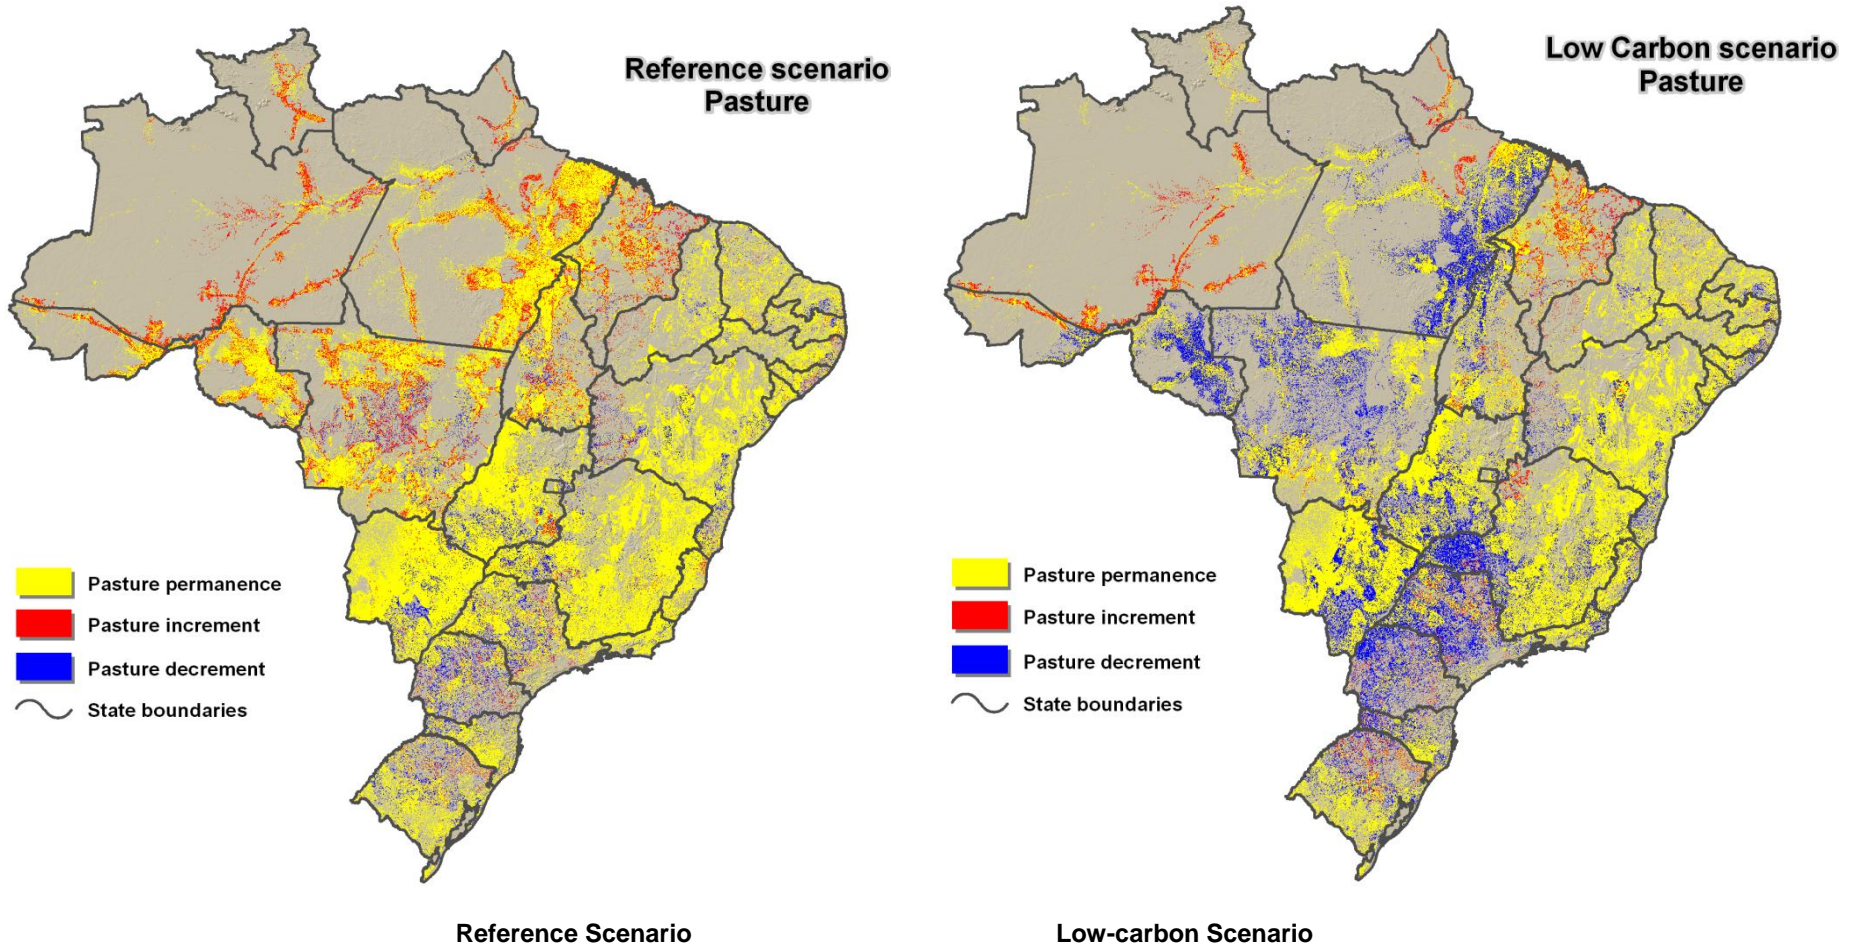 Reference scenario
Pasture
Pasture permanence
Pasture increment
Pasture decrement
State boundaries
Low Carbon scenario
Pasture
Pasture permanence
Pasture increment
Pasture decrement
State boundaries
Reference Scenario
Low-carbon Scenario